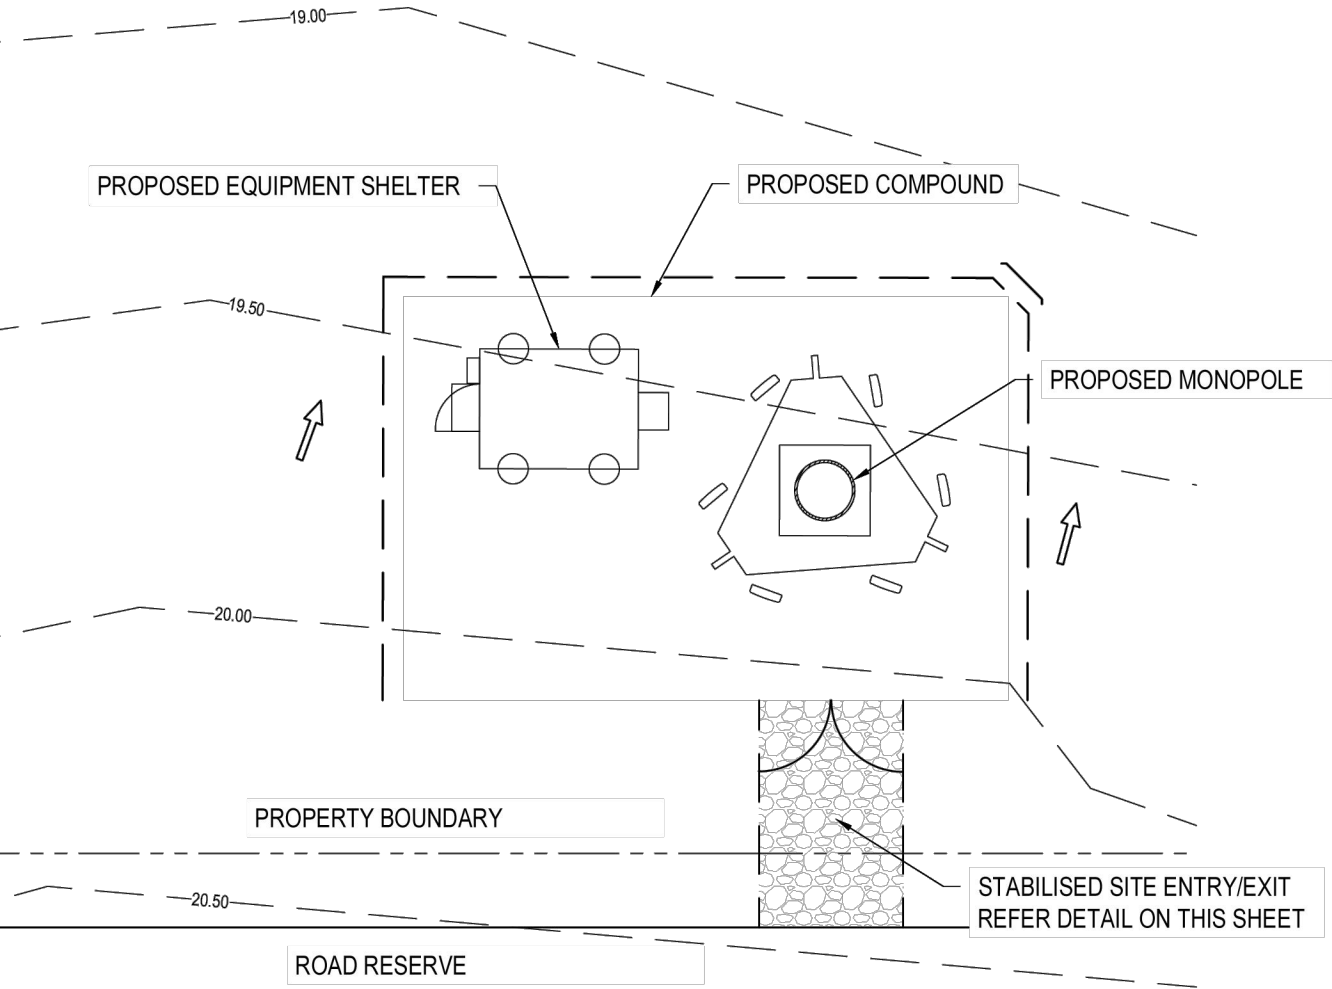 19.00
PROPOSED EQUIPMENT SHELTER
PROPOSED COMPOUND
19.50
PROPOSED MONOPOLE
20.00
PROPERTY BOUNDARY
STABILISED SITE ENTRY/EXIT
REFER DETAIL ON THIS SHEET
20.50
ROAD RESERVE